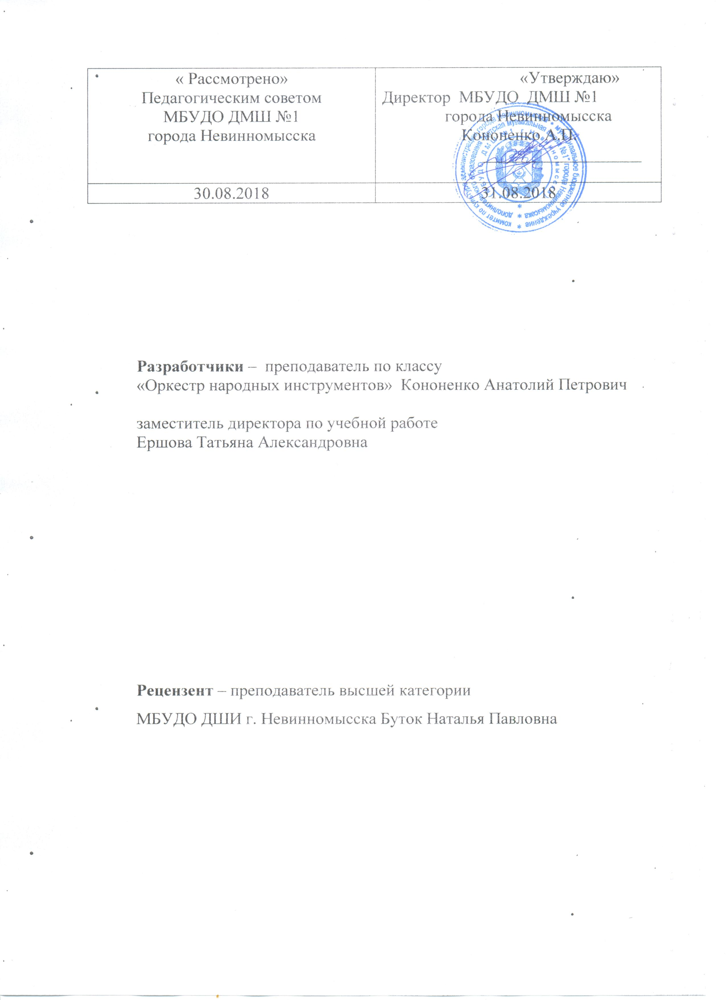 « Рассмотрено»
Педагогическим советом
МБУДО ДМШ №1
города Невинномысска
«Утверждаю»
Директор МБУДО ДМШ №1
города Невинномысска
Кононенко А.П.
30.08.2018
31.08.2018
Разработчики – преподаватель по классу
«Оркестр народных инструментов» Кононенко Анатолий Петрович
заместитель директора по учебной работе
Ершова Татьяна Александровна
Рецензент – преподаватель высшей категории
МБУДО ДШИ г. Невинномысска Буток Наталья Павловна